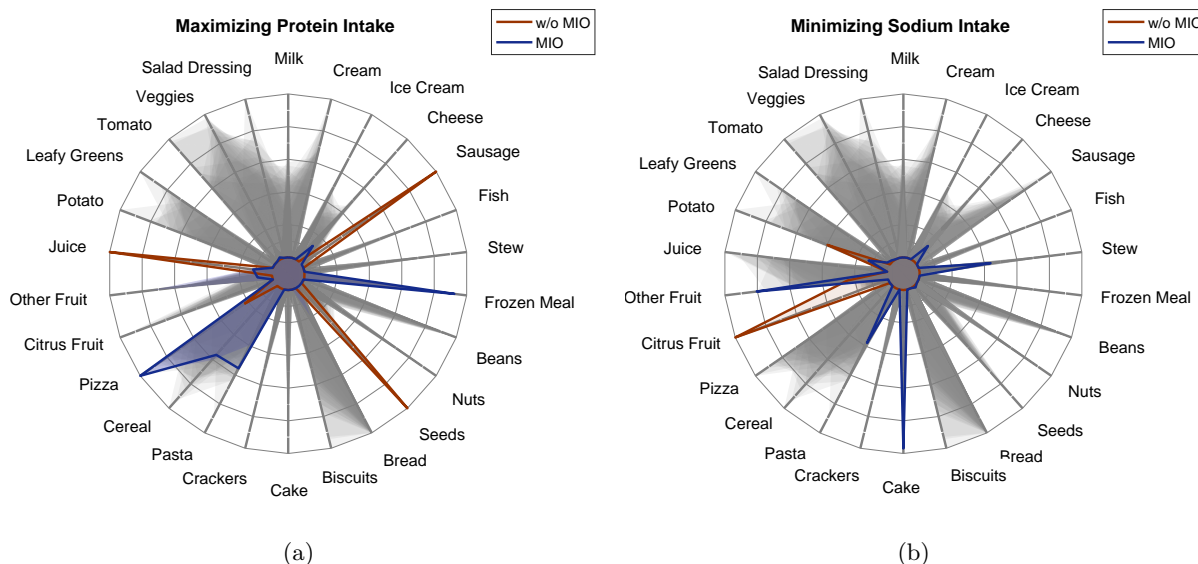 Maximizing Protein Intake
w/o MIO
MIO
Milk
Cream
Ice Cream
Cheese
Sausage
Fish
Stew
Frozen Meal
Beans
Nuts
Seeds
Bread
Biscuits
Cake
Crackers
Pasta
Cereal
Pizza
Citrus Fruit
Other Fruit
Juice
Potato
Leafy Greens
Tomato
Veggies
Salad Dressing
(a)
Minimizing Sodium Intake
w/o MIO
MIO
Milk
Cream
Ice Cream
Cheese
Sausage
Fish
Stew
Frozen Meal
Beans
Nuts
Seeds
Bread
Biscuits
Cake
Crackers
Pasta
Cereal
Pizza
Citrus Fruit
Other Fruit
Juice
Potato
Leafy Greens
Tomato
Veggies
Salad Dressing
(b)